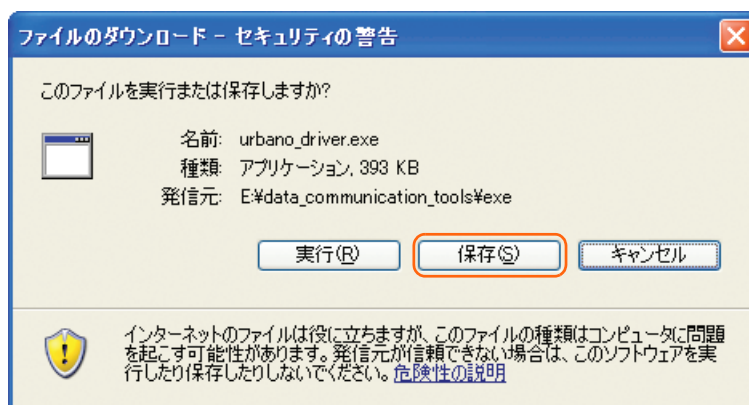 ファイルのダウンロード - セキュリティの警告
このファイルを実行または保存しますか?
名前: urbano_driver.exe
種類: アプリケーション, 393 KB
発信元: E:¥data_communication_tools¥exe
実行(R) 保存(S) キャンセル
インターネットのファイルは役に立ちますが、このファイルの種類はコンピュータに問題
を起こす可能性があります。発信元が信頼できない場合は、このソフトウェアを実
行したり保存したりしないでください。危険性の説明